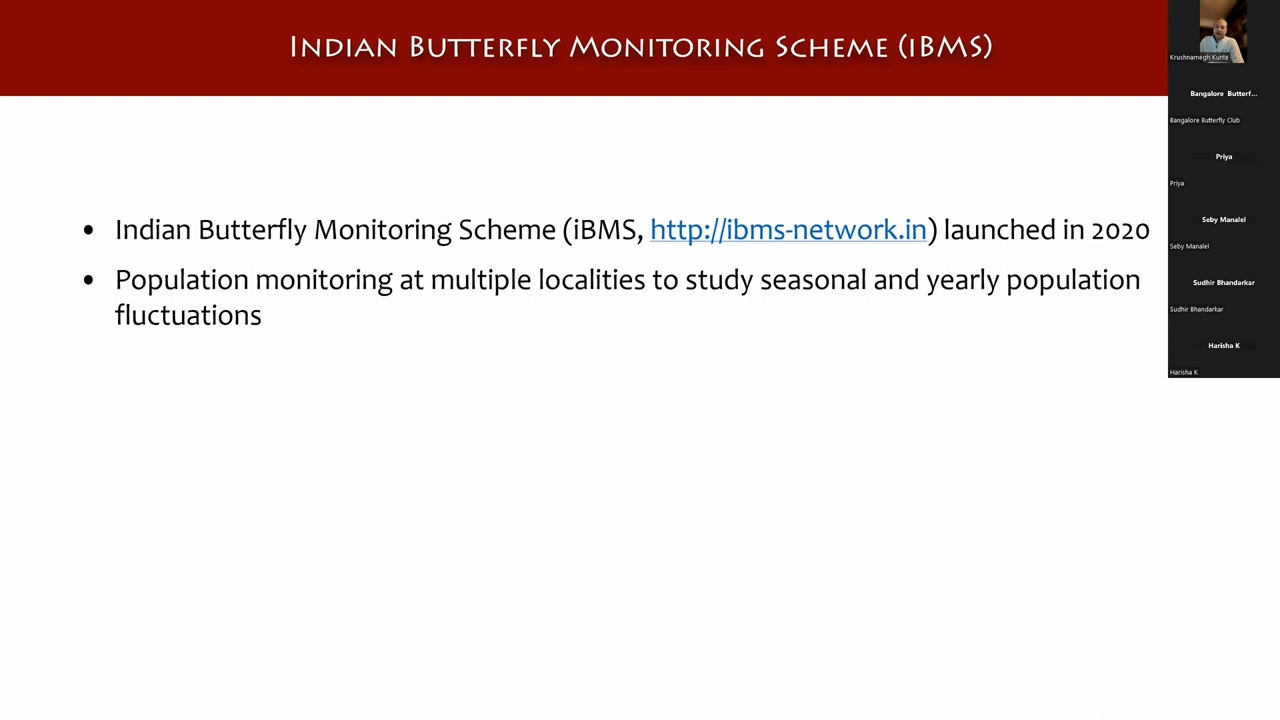 INDIAN BUTTERFLY MONITORING SCHEME (iBMS)
• Indian Butterfly Monitoring Scheme (iBMS, http://ibms-network.in) launched in 2020
• Population monitoring at multiple localities to study seasonal and yearly population
fluctuations
Krushnamegh Kunte
Bangalore Butterf...
Bangalore Butterfly Club
Priya
Priya
Seby Manalel
Seby Manalel
Sudhir Bhandarkar
Sudhir Bhandarkar
Harisha K
Harisha K